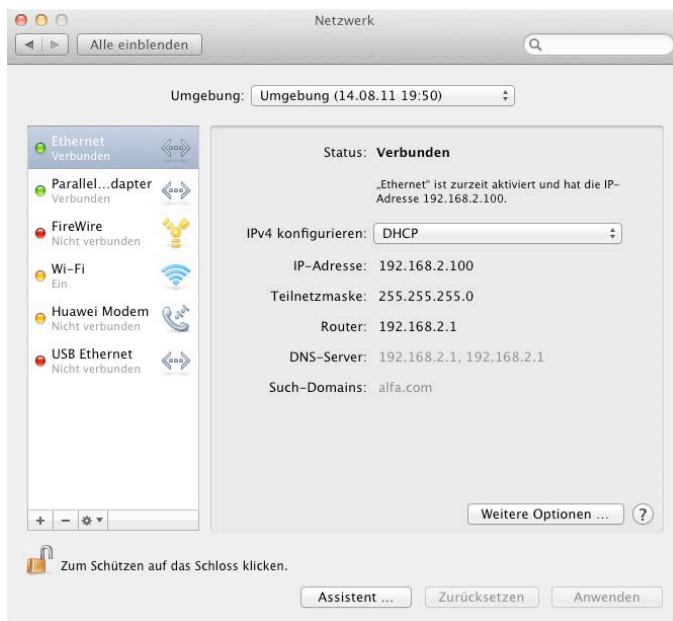 Netzwerk
Alle einblenden
Umgebung: Umgebung (14.08.11 19:50)
Ethernet
Verbunden
Parallel...dapter
Verbunden
FireWire
Nicht verbunden
Wi-Fi
Ein
Huawei Modem
Nicht verbunden
USB Ethernet
Nicht verbunden
Status: Verbunden
„Ethernet“ ist zurzeit aktiviert und hat die IP-
Adresse 192.168.2.100.
IPv4 konfigurieren: DHCP
IP-Adresse: 192.168.2.100
Teilnetzmaske: 255.255.255.0
Router: 192.168.2.1
DNS-Server: 192.168.2.1, 192.168.2.1
Such-Domains: alfa.com
Weitere Optionen ... ?
Zum Schützen auf das Schloss klicken.
Assistent ... Zurücksetzen Anwenden